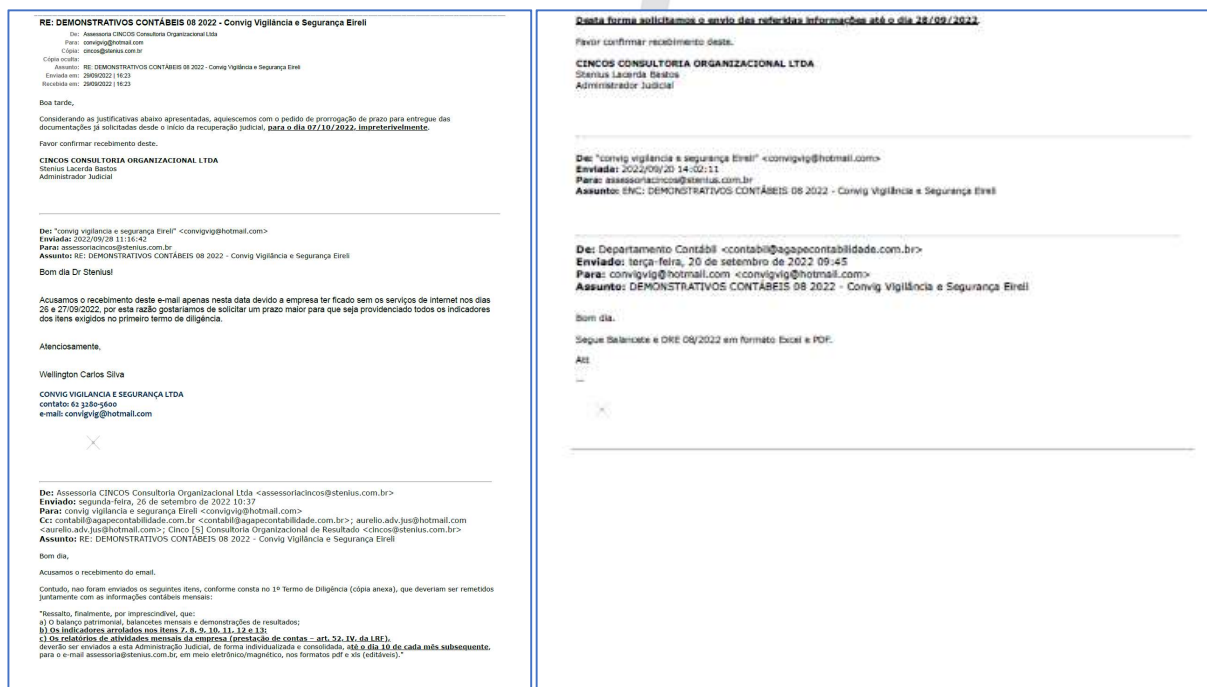 RE: DEMONSTRATIVOS CONTÁBEIS 08 2022 - Convig Vigilância e Segurança Eireli
De: Assessoria CINCOS Consultoria Organizacional Ltda
Para: convigvig@hotmail.com
Cópia: cincos@stenius.com.br
Cópia oculta:
Assunto: RE: DEMONSTRATIVOS CONTÁBEIS 08 2022 - Convig Vigilância e Segurança Eireli
Enviada em: 29/09/2022 | 16:23
Recebida em: 29/09/2022 | 16:23
Boa tarde,
Considerando as justificativas abaixo apresentadas, aquiescemos com o pedido de prorrogação de prazo para entregue das
documentações já solicitadas desde o início da recuperação judicial, para o dia 07/10/2022, impreterivelmente.
Favor confirmar recebimento deste.
CINCOS CONSULTORIA ORGANIZACIONAL LTDA
Stenius Lacerda Bastos
Administrador Judicial
De: "convig vigilancia e segurança Eireli" <convigvig@hotmail.com>
Enviada: 2022/09/28 11:16:42
Para: assessoriacincos@stenius.com.br
Assunto: RE: DEMONSTRATIVOS CONTÁBEIS 08 2022 - Convig Vigilância e Segurança Eireli
Bom dia Dr Stenius!
Acusamos o recebimento deste e-mail apenas nesta data devido a empresa ter ficado sem os serviços de internet nos dias
26 e 27/09/2022, por esta razão gostaríamos de solicitar um prazo maior para que seja providenciado todos os indicadores
dos itens exigidos no primeiro termo de diligência.
Atenciosamente,
Wellington Carlos Silva
CONVIG VIGILANCIA E SEGURANÇA LTDA
contato: 62 3280-5600
e-mail: convigvig@hotmail.com
De: Assessoria CINCOS Consultoria Organizacional Ltda <assessoriacincos@stenius.com.br>
Enviado: segunda-feira, 26 de setembro de 2022 10:37
Para: convig vigilancia e segurança Eireli <convigvig@hotmail.com>
Cc: contabil@agapecontabilidade.com.br <contabil@agapecontabilidade.com.br>; aurelio.adv.jus@hotmail.com
<aurelio.adv.jus@hotmail.com>; Cinco [S] Consultoria Organizacional de Resultado <cincos@stenius.com.br>
Assunto: RE: DEMONSTRATIVOS CONTÁBEIS 08 2022 - Convig Vigilância e Segurança Eireli
Bom dia,
Acusamos o recebimento do email.
Contudo, nao foram enviados os seguintes itens, conforme consta no 1º Termo de Diligência (cópia anexa), que deveriam ser remetidos
juntamente com as informações contábeis mensais:
"Ressalto, finalmente, por imprescindível, que:
a) O balanço patrimonial, balancetes mensais e demonstrações de resultados;
b) Os indicadores arrolados nos itens 7, 8, 9, 10, 11, 12 e 13;
c) Os relatórios de atividades mensais da empresa (prestação de contas – art. 52, IV, da LRF),
deverão ser enviados a esta Administração Judicial, de forma individualizada e consolidada, até o dia 10 de cada mês subsequente,
para o e-mail assessoria@stenius.com.br, em meio eletrônico/magnético, nos formatos pdf e xls (editáveis)."
Desta forma solicitamos o envio das referidas informações até o dia 28/09/2022.
Favor confirmar recebimento deste.
CINCOS CONSULTORIA ORGANIZACIONAL LTDA
Stenius Lacerda Bastos
Administrador Judicial
De: "convig vigilancia e segurança Eireli" <convigvig@hotmail.com>
Enviada: 2022/09/20 14:02:11
Para: assessoriacincos@stenius.com.br
Assunto: ENC: DEMONSTRATIVOS CONTÁBEIS 08 2022 - Convig Vigilância e Segurança Eireli
De: Departamento Contábil <contabil@agapecontabilidade.com.br>
Enviado: terça-feira, 20 de setembro de 2022 09:45
Para: convigvig@hotmail.com <convigvig@hotmail.com>
Assunto: DEMONSTRATIVOS CONTÁBEIS 08 2022 - Convig Vigilância e Segurança Eireli
Bom dia.
Segue Balancete e DRE 08/2022 em formato Excel e PDF.
Att
--